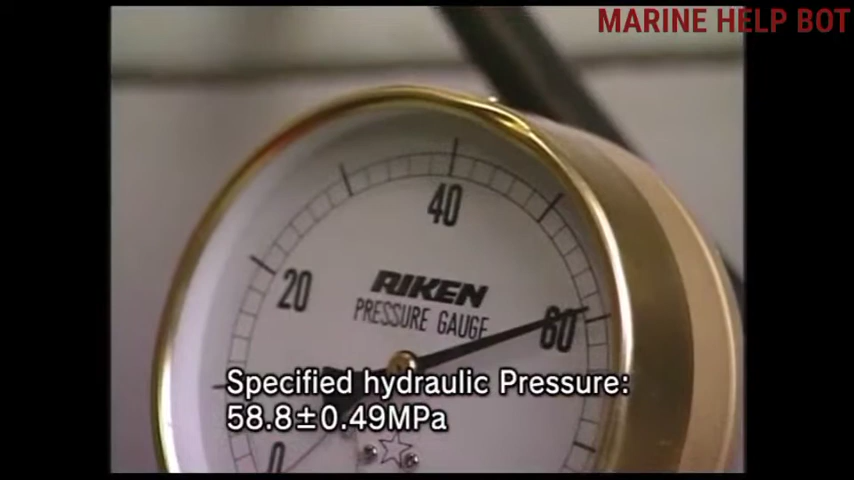 MARINE HELP BOT
40
20
RIKEN
PRESSURE GAUGE
60
Specified hydraulic Pressure:
58.8±0.49MPa
0